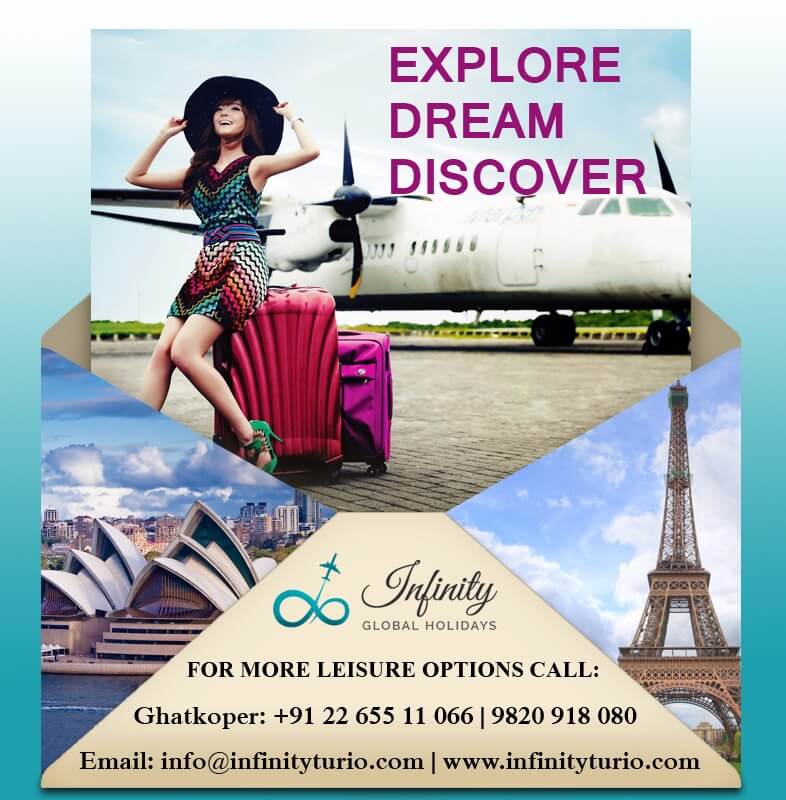 EXPLORE
DREAM
DISCOVER
Infinity
GLOBAL HOLIDAYS
FOR MORE LEISURE OPTIONS CALL:
Ghatkoper: +91 22 655 11 066 | 9820 918 080
Email: info@infinityturio.com | www.infinityturio.com